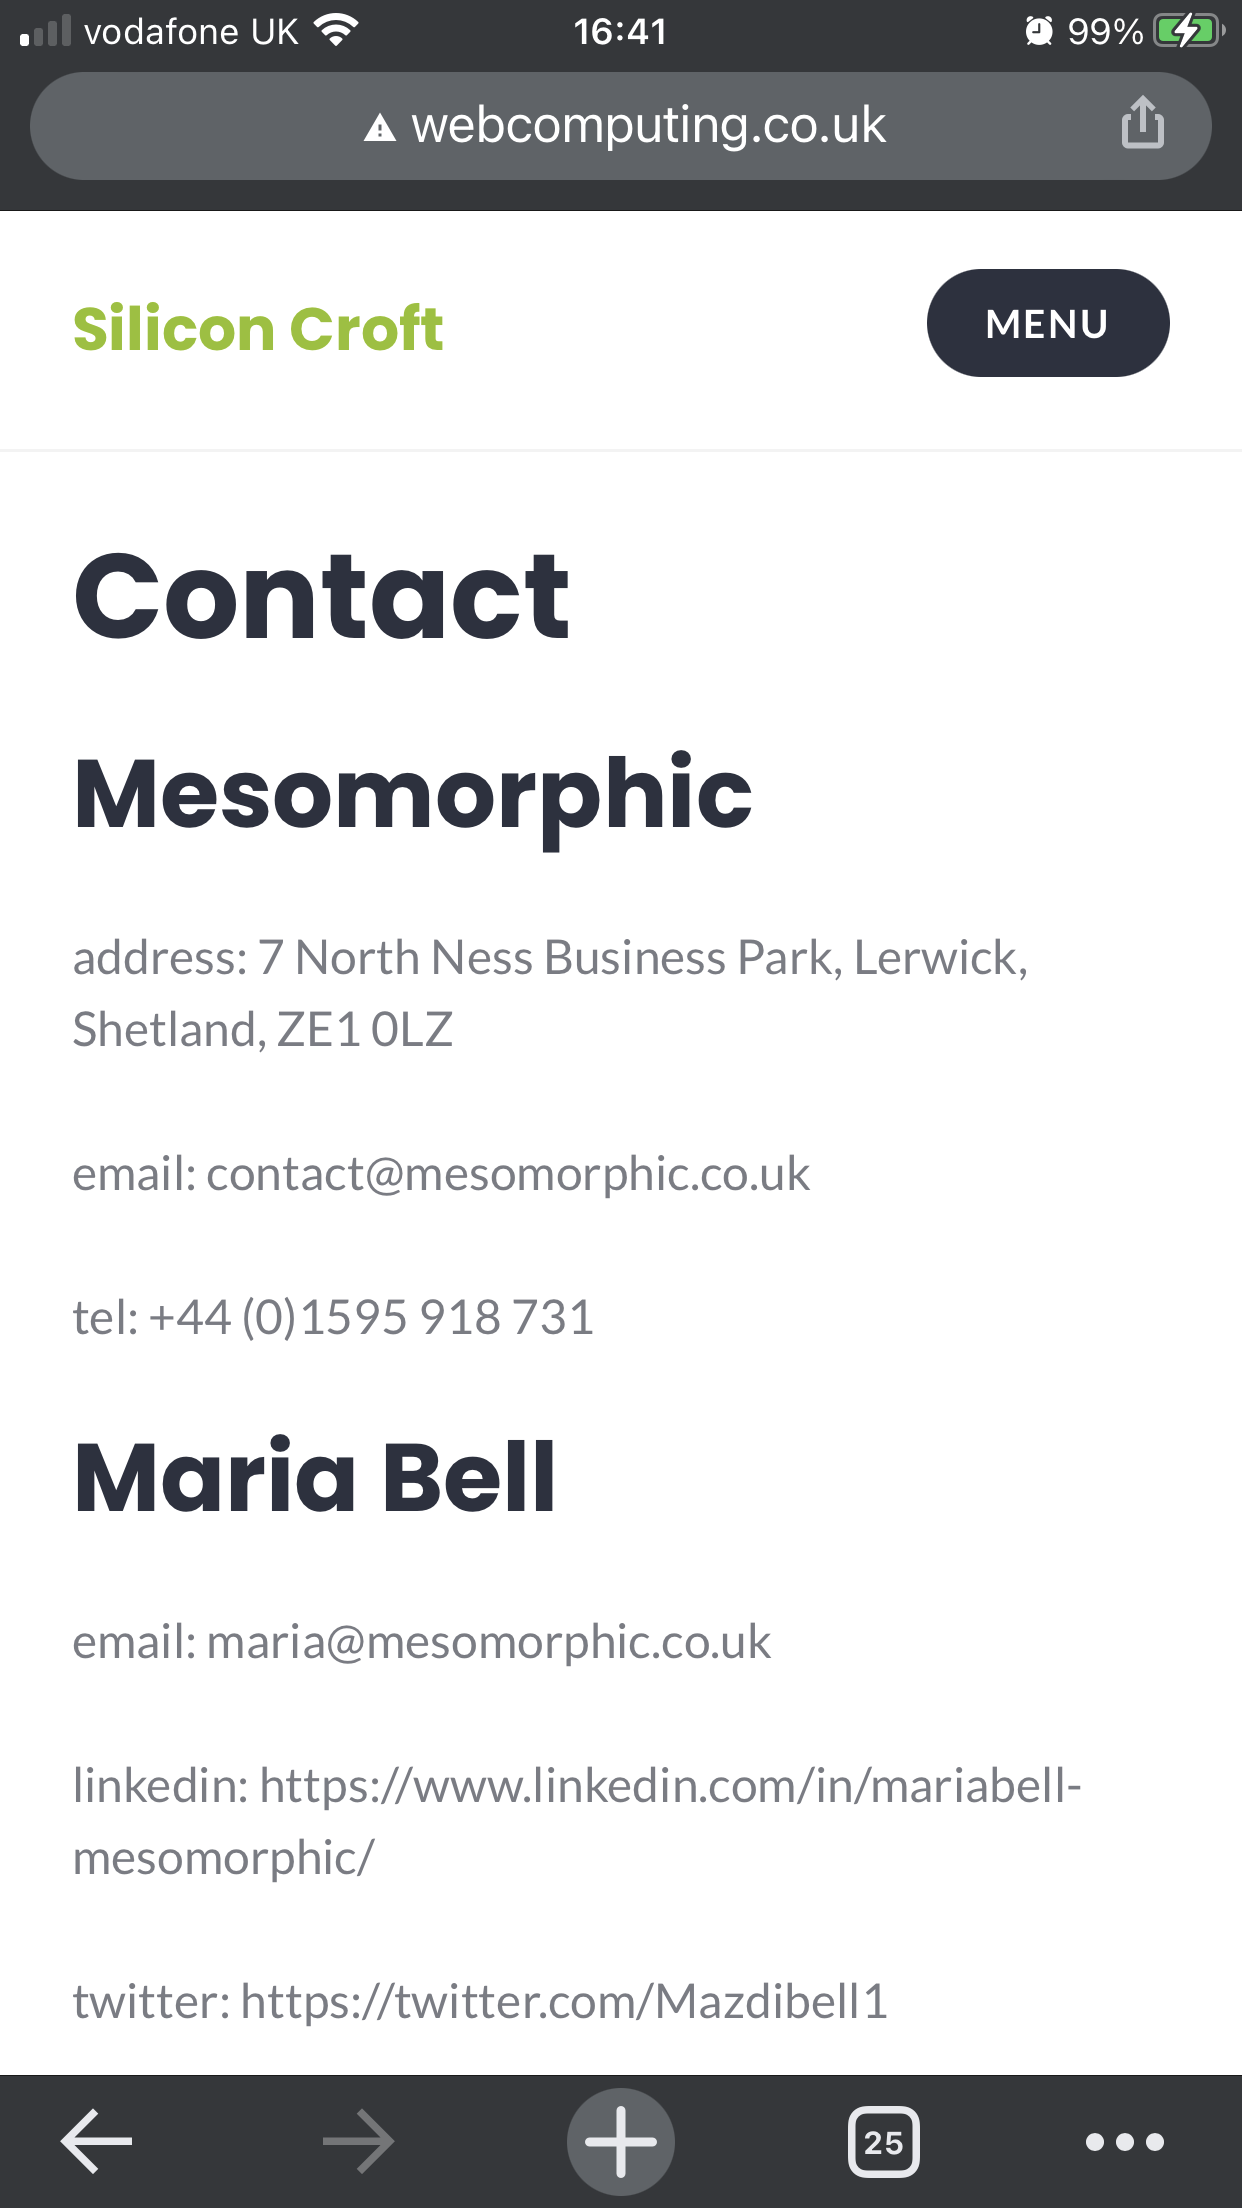 vodafone UK 16:41 99%
webcomputing.co.uk
Silicon Croft MENU
Contact
Mesomorphic
address: 7 North Ness Business Park, Lerwick,
Shetland, ZE1 0LZ
email: contact@mesomorphic.co.uk
tel: +44 (0)1595 918 731
Maria Bell
email: maria@mesomorphic.co.uk
linkedin: https://www.linkedin.com/in/mariabell-
mesomorphic/
twitter: https://twitter.com/Mazdibell1
25